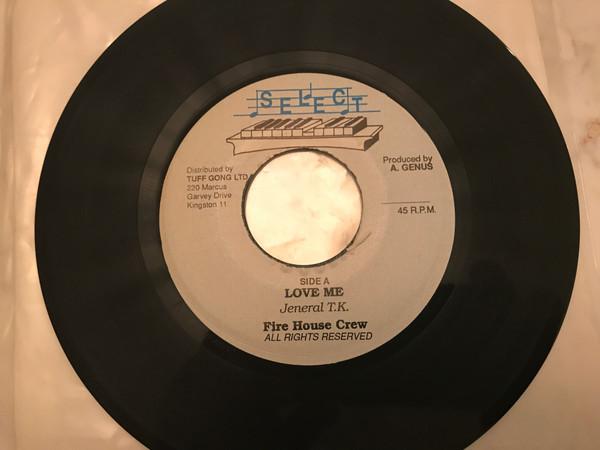 SELECT
Distributed by
TUFF GONG LTD
220 Marcus
Garvey Drive
Kingston 11
Produced by
A. GENUS
45 R.P.M.
SIDE A
LOVE ME
Jeneral T.K.
Fire House Crew
ALL RIGHTS RESERVED